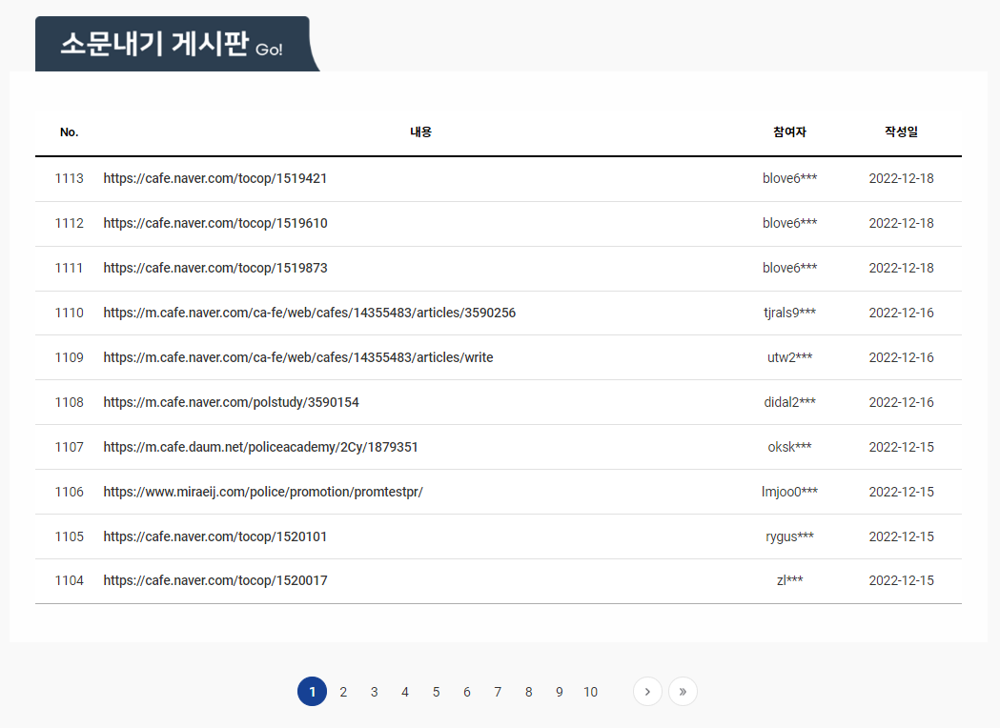 소문내기 게시판 Go!
No. 내용 참여자 작성일
1113 https://cafe.naver.com/tocop/1519421 blove6*** 2022-12-18
1112 https://cafe.naver.com/tocop/1519610 blove6*** 2022-12-18
1111 https://cafe.naver.com/tocop/1519873 blove6*** 2022-12-18
1110 https://m.cafe.naver.com/ca-fe/web/cafes/14355483/articles/3590256 tjrals9*** 2022-12-16
1109 https://m.cafe.naver.com/ca-fe/web/cafes/14355483/articles/write utw2*** 2022-12-16
1108 https://m.cafe.naver.com/polstudy/3590154 didal2*** 2022-12-16
1107 https://m.cafe.daum.net/policeacademy/2Cy/1879351 oksk*** 2022-12-15
1106 https://www.miraeij.com/police/promotion/promtestpr/ lmjoo0*** 2022-12-15
1105 https://cafe.naver.com/tocop/1520101 rygus*** 2022-12-15
1104 https://cafe.naver.com/tocop/1520017 zl*** 2022-12-15
1 2 3 4 5 6 7 8 9 10 › »